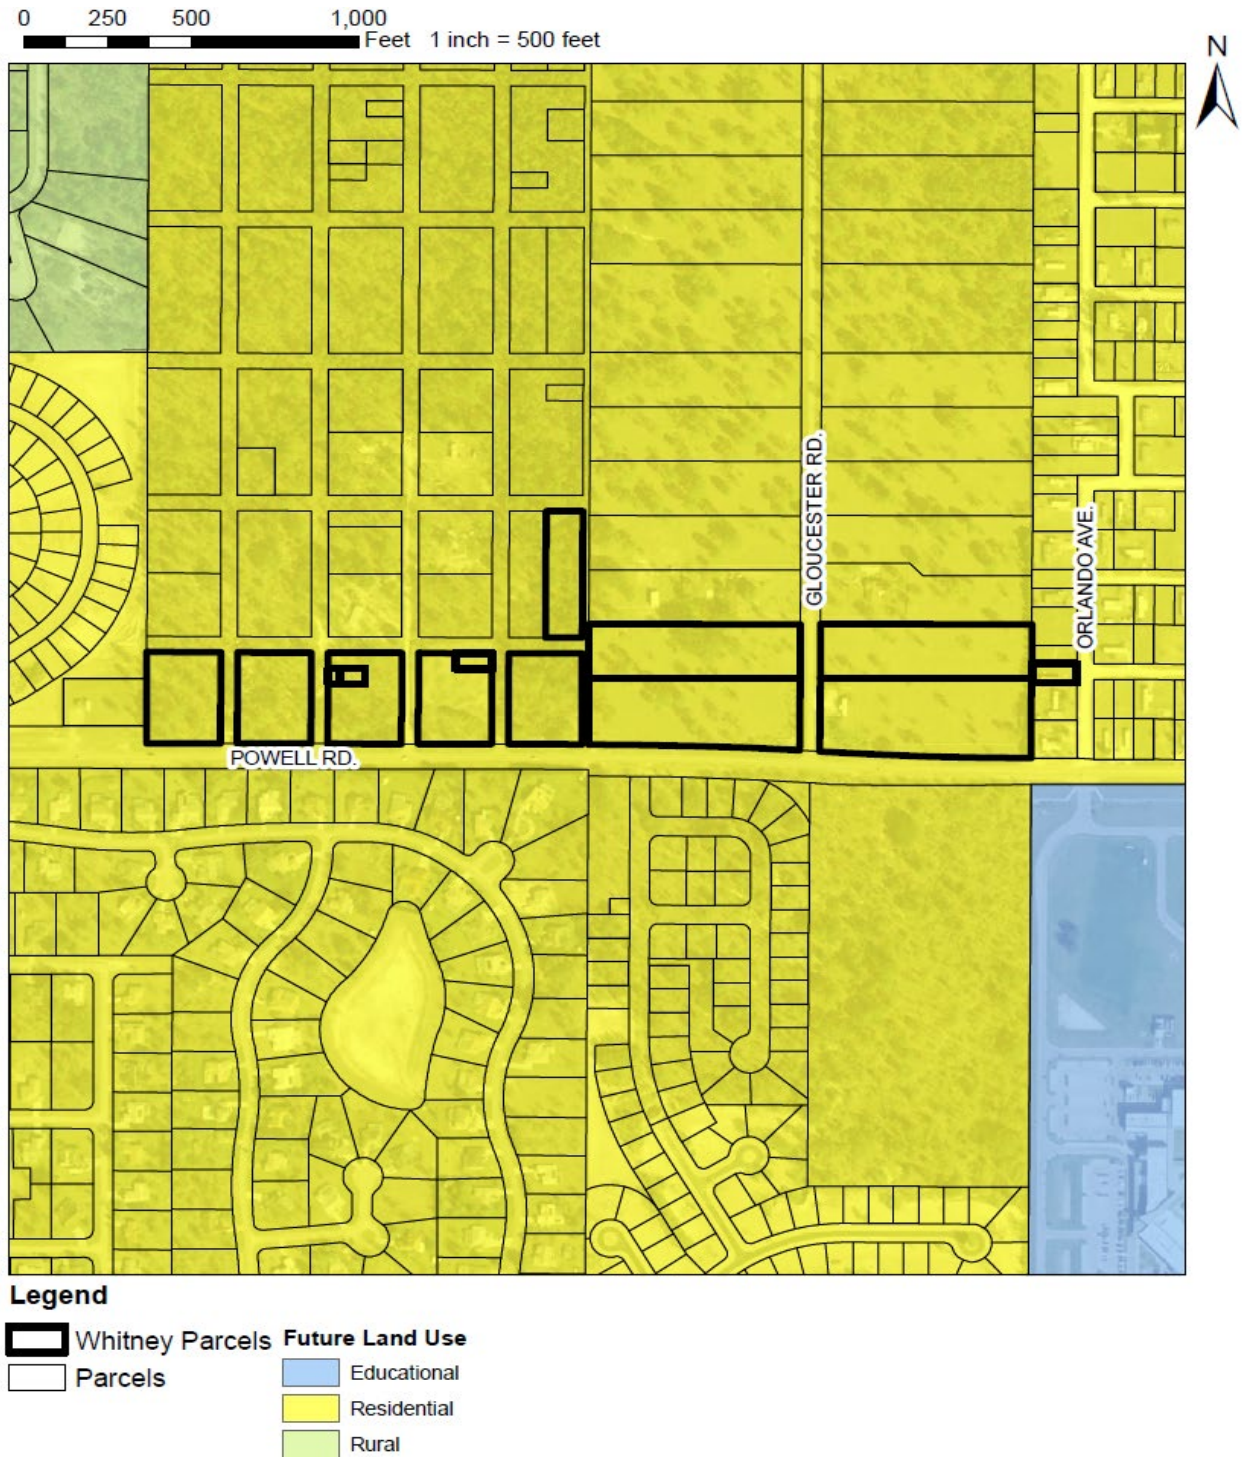 0 250 500 1,000
Feet 1 inch = 500 feet
N
GLOUCESTER RD.
ORLANDO AVE.
POWELL RD.
Legend
Whitney Parcels
Parcels
Future Land Use
Educational
Residential
Rural